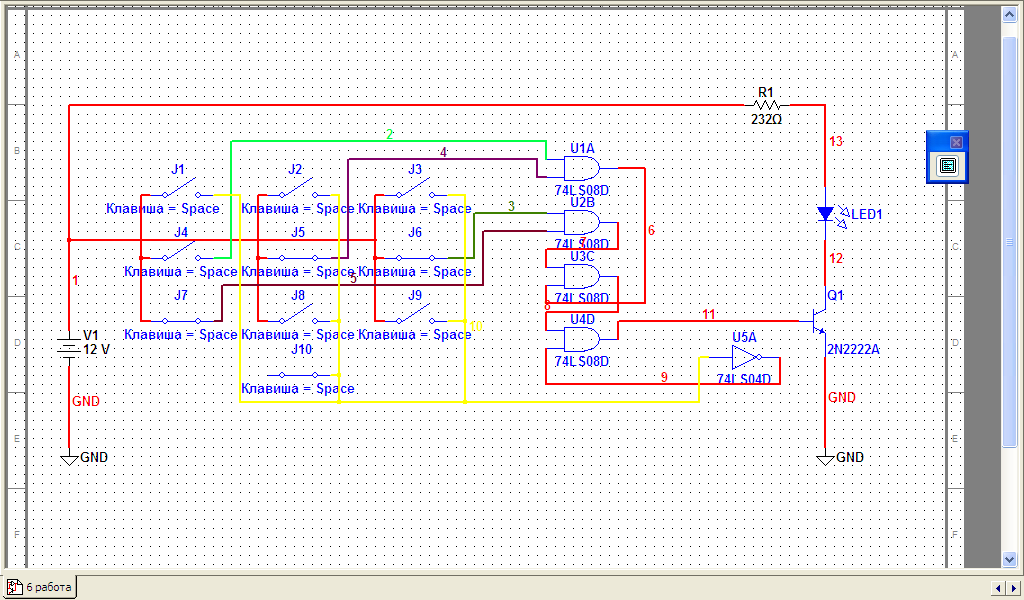 A
A
R1
232Ω
13
2
B
B
4
U1A
74LS08D
J1
J2
J3
Клавиша = Space
Клавиша = Space
Клавиша = Space
3
U2B
74LS08D
LED1
J4
J5
J6
6
7
C
C
U3C
74LS08D
12
Клавиша = Space
Клавиша = Space
Клавиша = Space
1
5
J7
J8
J9
Q1
8
11
10
U4D
74LS08D
V1
12 V
Клавиша = Space
Клавиша = Space
Клавиша = Space
U5A
74LS04D
2N2222A
D
D
J10
Клавиша = Space
9
GND
GND
E
E
GND
GND
F
F
6 работа